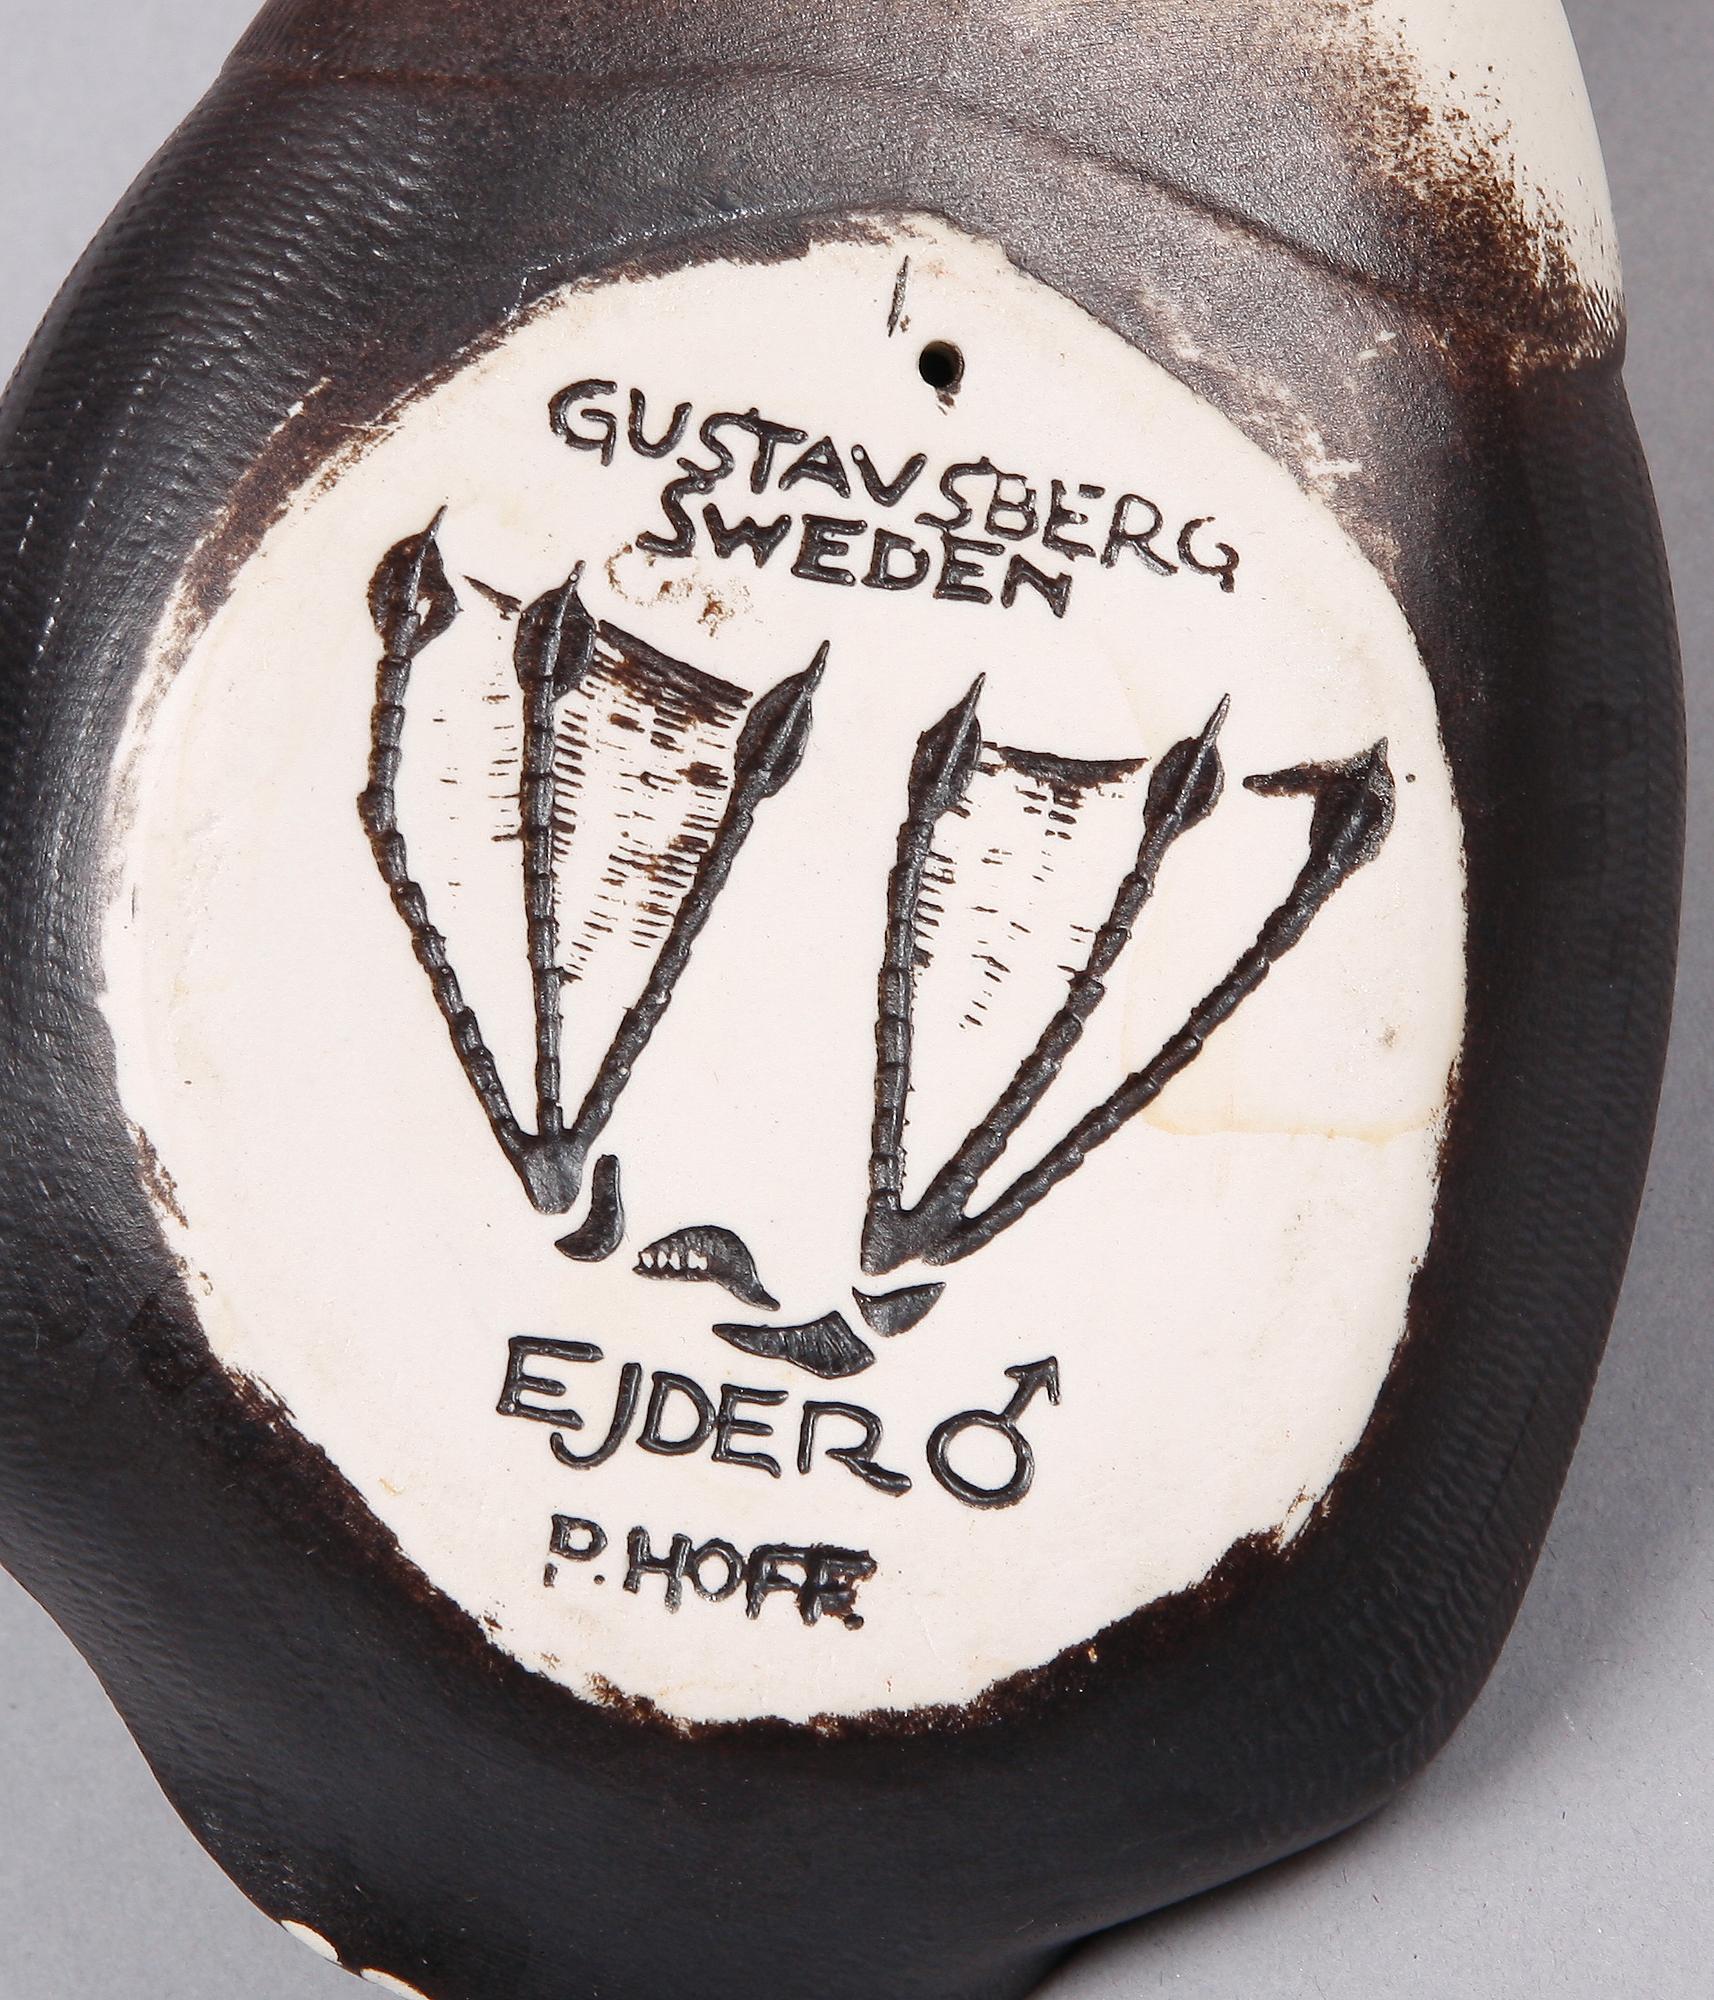 GUSTAVSBERG
SWEDEN
EJDER ♂
P. HOFF.